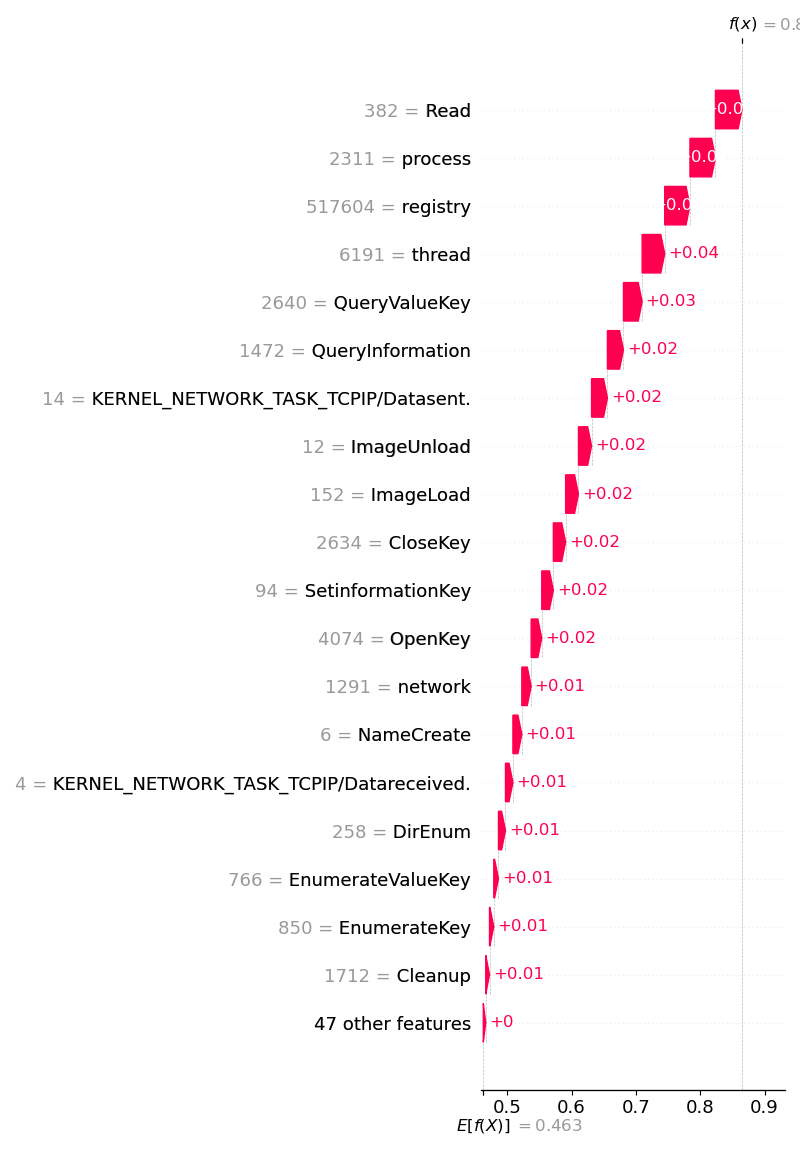 f(x) = 0.8
382 = Read
2311 = process
517604 = registry
6191 = thread +0.04
2640 = QueryValueKey +0.03
1472 = QueryInformation +0.02
14 = KERNEL_NETWORK_TASK_TCPIP/Datasent. +0.02
12 = ImageUnload +0.02
152 = ImageLoad +0.02
2634 = CloseKey +0.02
94 = SetinformationKey +0.02
4074 = OpenKey +0.02
1291 = network +0.01
6 = NameCreate +0.01
4 = KERNEL_NETWORK_TASK_TCPIP/Datareceived. +0.01
258 = DirEnum +0.01
766 = EnumerateValueKey +0.01
850 = EnumerateKey +0.01
1712 = Cleanup +0.01
47 other features +0
0.5 0.6 0.7 0.8 0.9
E[f(X)] = 0.463